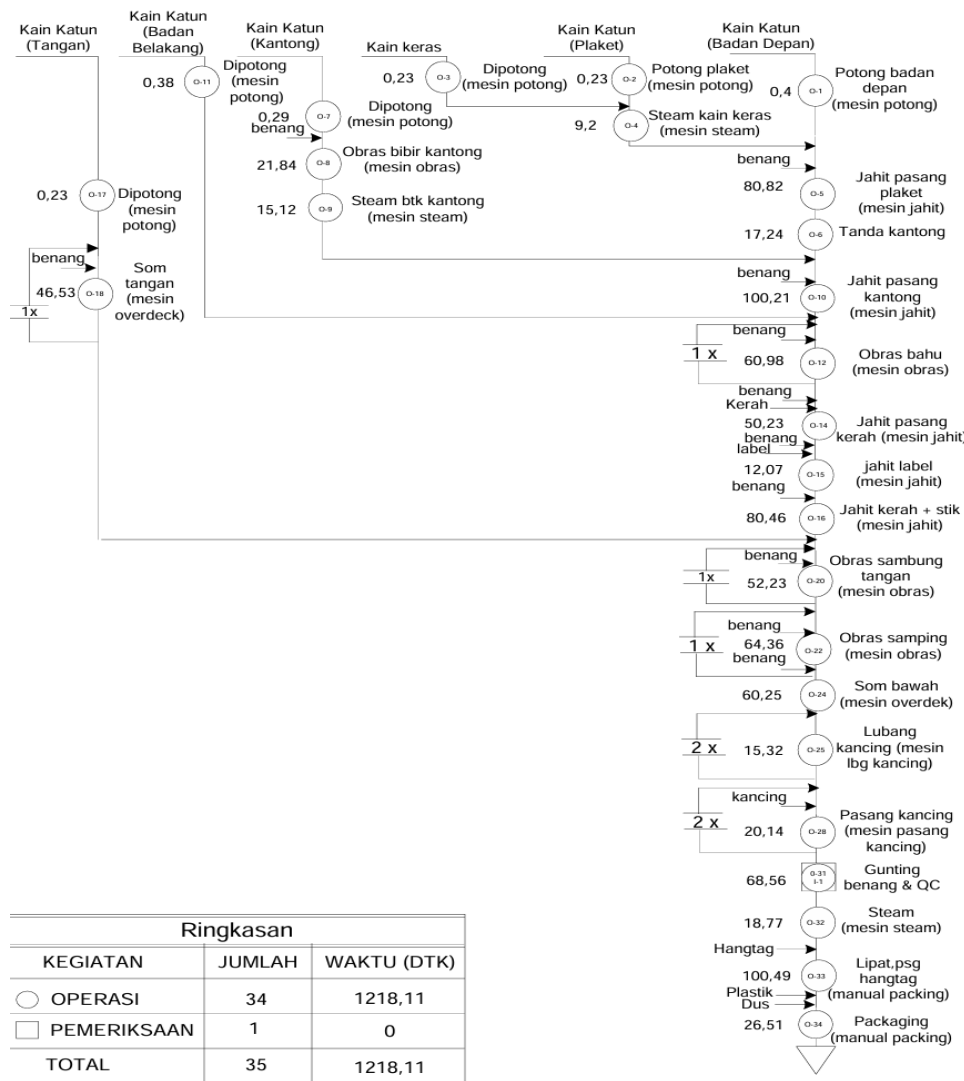 Kain Katun
(Tangan)
Kain Katun
(Badan
Belakang)
Kain Katun
(Kantong)
Kain keras
Kain Katun
(Plaket)
Kain Katun
(Badan Depan)
0,38
O-11
Dipotong
(mesin
potong)
0,23
O-3
Dipotong
(mesin potong)
0,23
O-2
Potong plaket
(mesin potong)
0,4
O-1
Potong badan
depan
(mesin potong)
0,29
benang
O-7
Dipotong
(mesin potong)
9,2
O-4
Steam kain keras
(mesin steam)
21,84
O-8
Obras bibir kantong
(mesin obras)
benang
80,82
O-5
Jahit pasang
plaket
(mesin jahit)
0,23
O-17
Dipotong
(mesin
potong)
15,12
O-9
Steam btk kantong
(mesin steam)
17,24
O-6
Tanda kantong
benang
46,53
O-18
1x
Som
tangan
(mesin
overdeck)
benang
100,21
O-10
Jahit pasang
kantong
(mesin jahit)
benang
1 x
60,98
O-12
Obras bahu
(mesin obras)
benang
Kerah
50,23
O-14
Jahit pasang
kerah (mesin jahit)
benang
label
12,07
O-15
jahit label
(mesin jahit)
benang
80,46
O-16
Jahit kerah + stik
(mesin jahit)
benang
1x
52,23
O-20
Obras sambung
tangan
(mesin obras)
benang
1 x
64,36
O-22
Obras samping
(mesin obras)
benang
60,25
O-24
Som bawah
(mesin overdek)
2 x
15,32
O-25
Lubang
kancing (mesin
lbg kancing)
kancing
2 x
20,14
O-28
Pasang kancing
(mesin pasang
kancing)
68,56
0-31
I-1
Gunting
benang & QC
18,77
O-32
Steam
(mesin steam)
Hangtag
100,49
O-33
Lipat,psg
hangtag
(manual packing)
Plastik
Dus
26,51
O-34
Packaging
(manual packing)
Ringkasan
KEGIATAN JUMLAH WAKTU (DTK)
OPERASI 34 1218,11
PEMERIKSAAN 1 0
TOTAL 35 1218,11